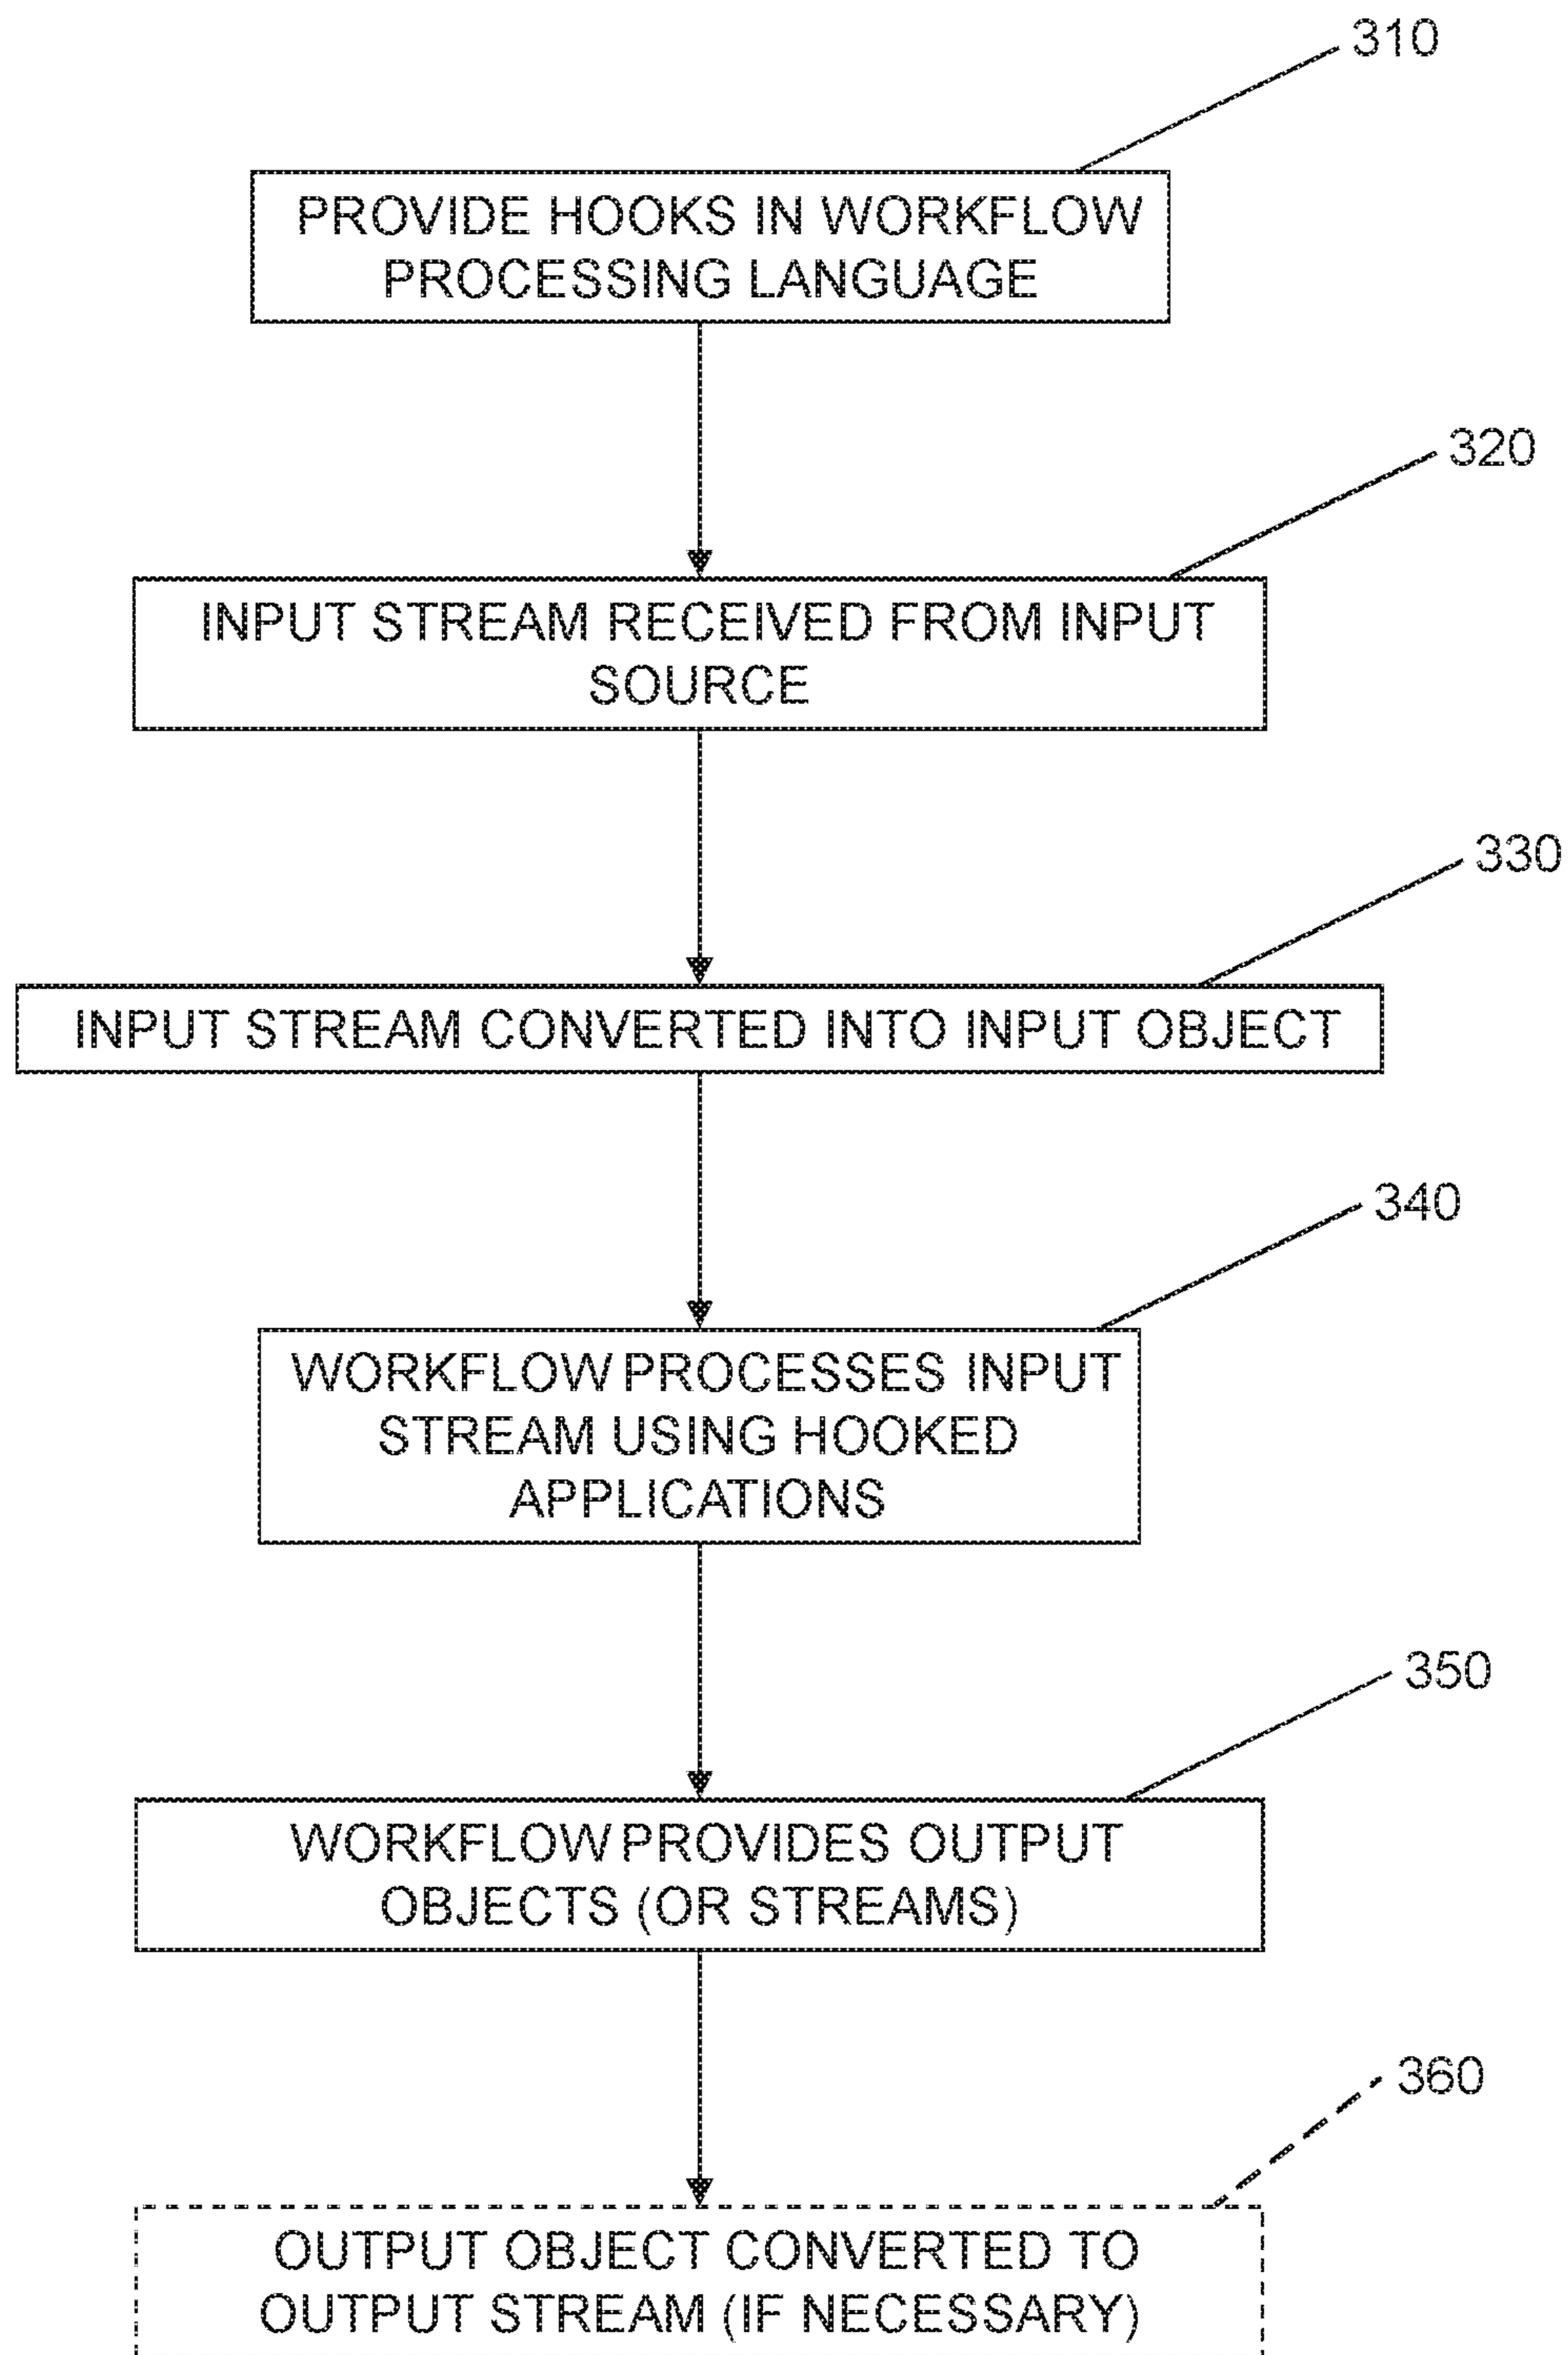 310
PROVIDE HOOKS IN WORKFLOW
PROCESSING LANGUAGE
320
INPUT STREAM RECEIVED FROM INPUT
SOURCE
330
INPUT STREAM CONVERTED INTO INPUT OBJECT
340
WORKFLOW PROCESSES INPUT
STREAM USING HOOKED
APPLICATIONS
350
WORKFLOW PROVIDES OUTPUT
OBJECTS (OR STREAMS)
360
OUTPUT OBJECT CONVERTED TO
OUTPUT STREAM (IF NECESSARY)